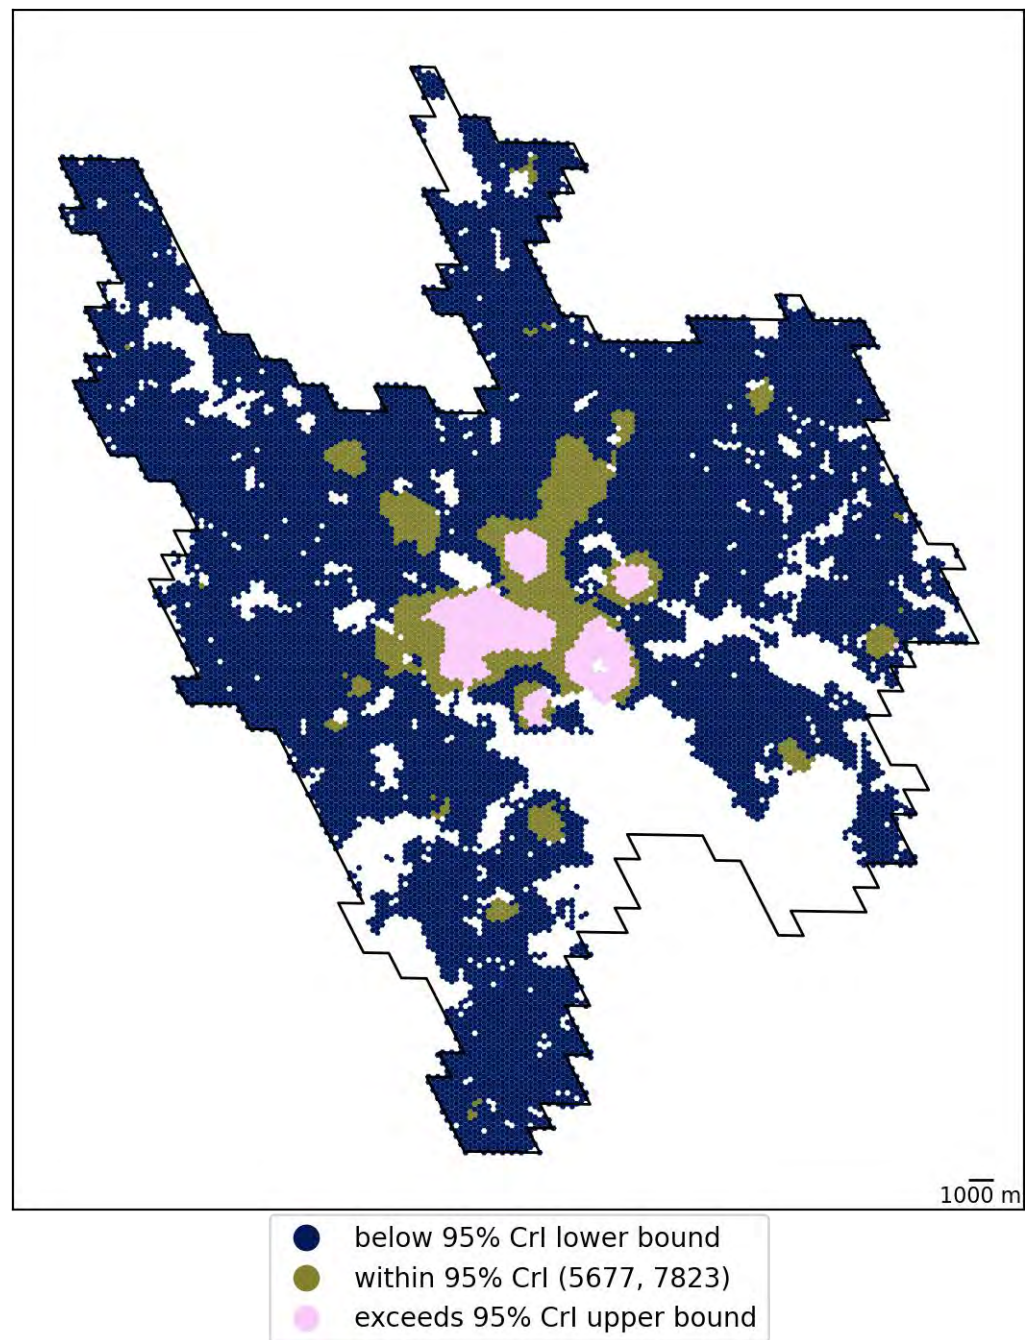 1000 m
below 95% CrI lower bound
within 95% CrI (5677, 7823)
exceeds 95% CrI upper bound